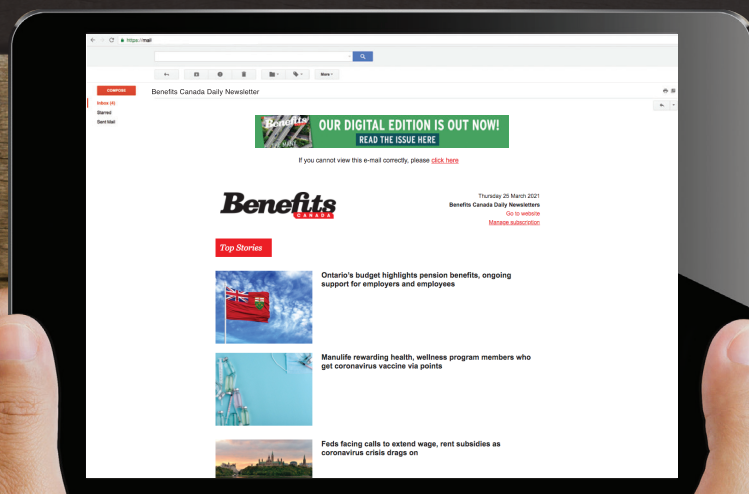 https://mail
More
COMPOSE
Benefits Canada Daily Newsletter
Inbox (4)
Starred
Sent Mail
Benefits
OUR DIGITAL EDITION IS OUT NOW!
READ THE ISSUE HERE
If you cannot view this e-mail correctly, please click here
Benefits
CANADA
Thursday 25 March 2021
Benefits Canada Daily Newsletters
Go to website
Manage subscription
Top Stories
Ontario's budget highlights pension benefits, ongoing
support for employers and employees
Manulife rewarding health, wellness program members who
get coronavirus vaccine via points
Feds facing calls to extend wage, rent subsidies as
coronavirus crisis drags on